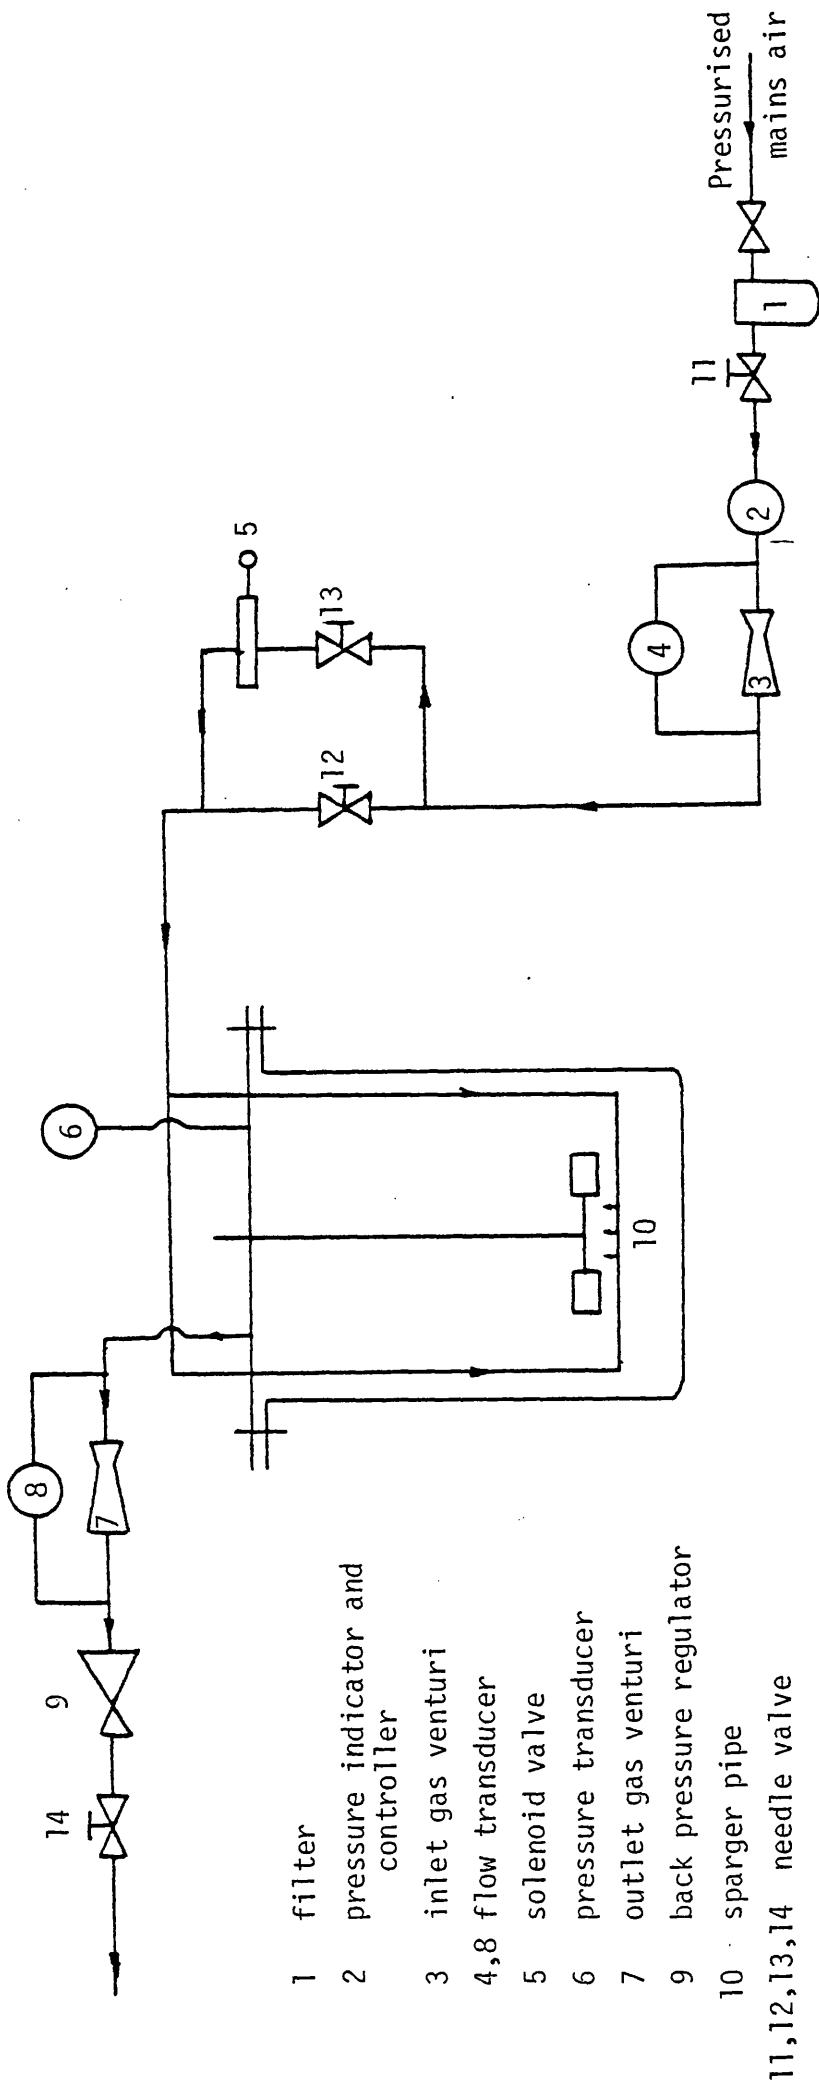 Pressurised
mains air
1
11
2
3
4
5
13
12
6
10
8
7
9
14
1 filter
2 pressure indicator and
controller
3 inlet gas venturi
4,8 flow transducer
5 solenoid valve
6 pressure transducer
7 outlet gas venturi
9 back pressure regulator
10 sparger pipe
11,12,13,14 needle valve